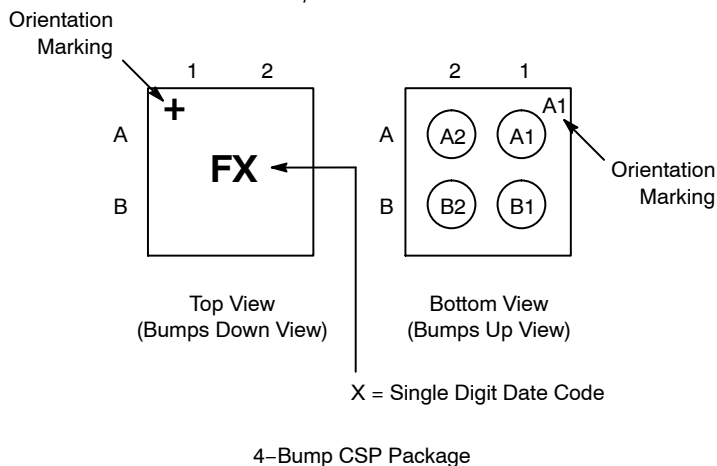 Orientation
Marking
1 2
+
A
FX
B
Top View
(Bumps Down View)
2 1
A1
A
A2 A1
B
B2 B1
Orientation
Marking
Bottom View
(Bumps Up View)
X = Single Digit Date Code
4−Bump CSP Package